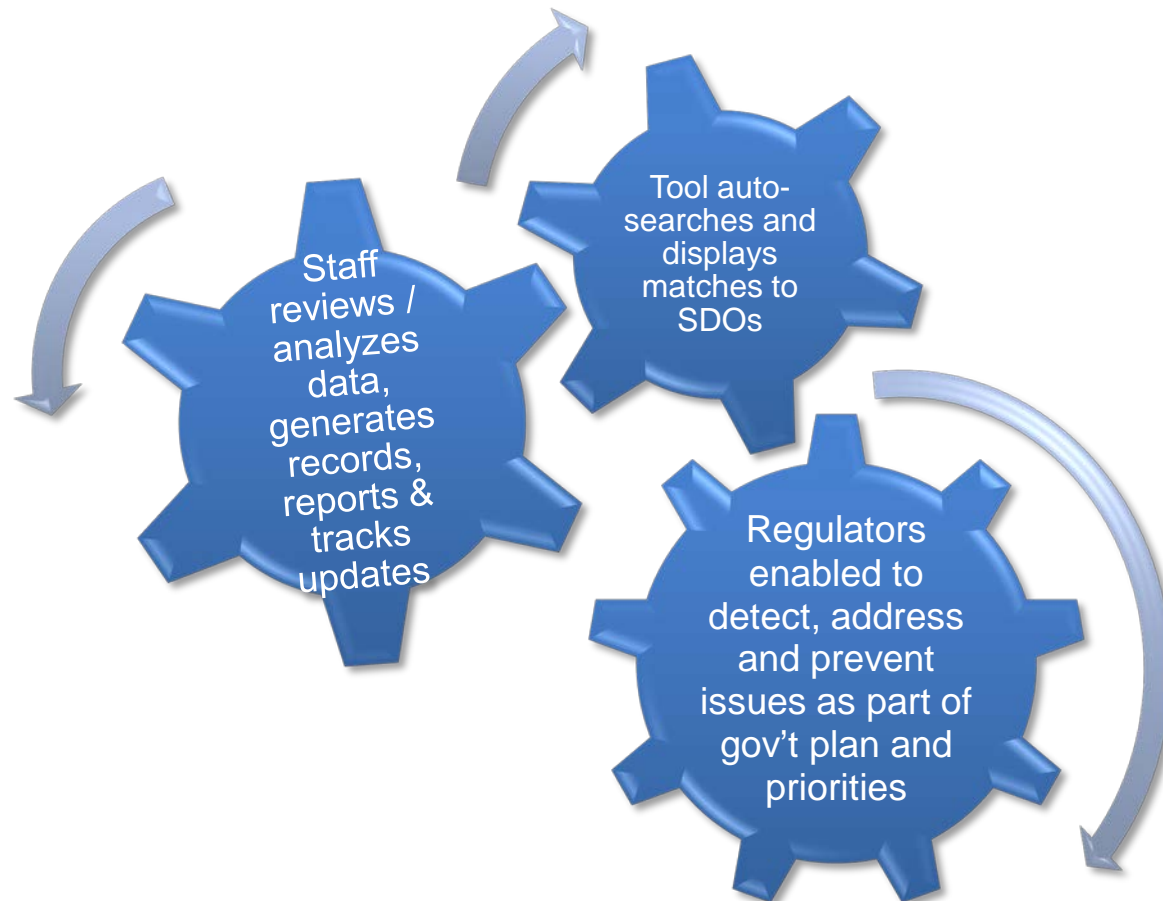 Tool auto-
searches and
displays
matches to
SDOs
Staff
reviews /
analyzes
data,
generates
records,
reports &
tracks
updates
Regulators
enabled to
detect, address
and prevent
issues as part of
gov’t plan and
priorities